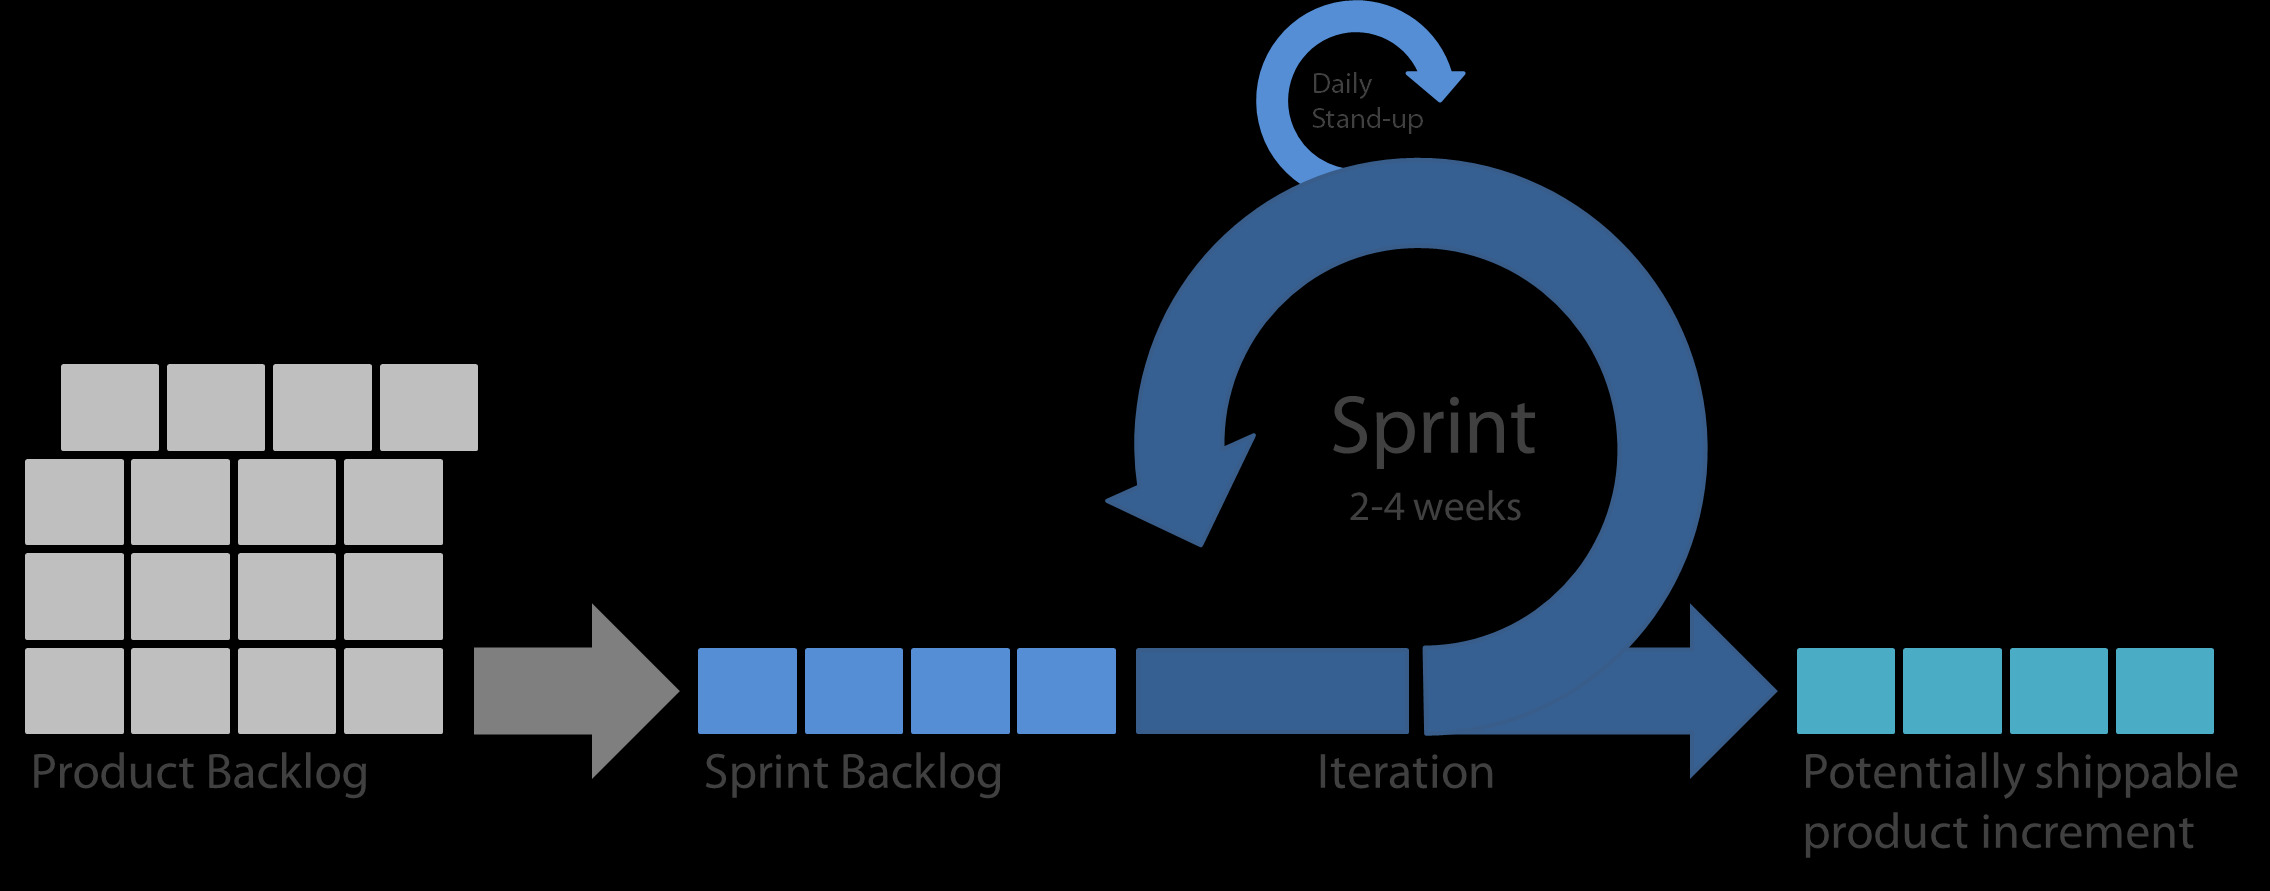 Daily
Stand-up
Sprint
2-4 weeks
Product Backlog
Sprint Backlog
Iteration
Potentially shippable
product increment